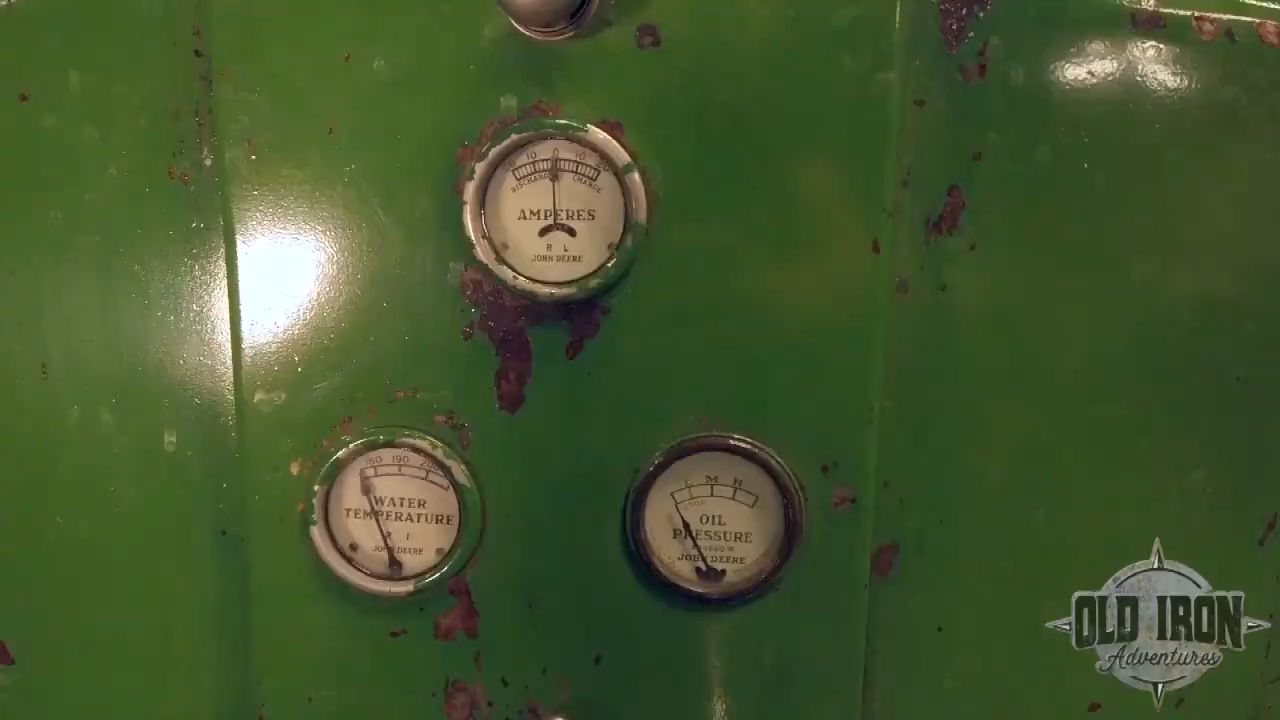 10 0 10 20
DISCHARGE CHARGE
AMPERES
R L
JOHN DEERE
160 190
WATER
TEMPERATURE
JOHN DEERE
L M H
OIL
PRESSURE
JOHN DEERE
OLD IRON
Adventures